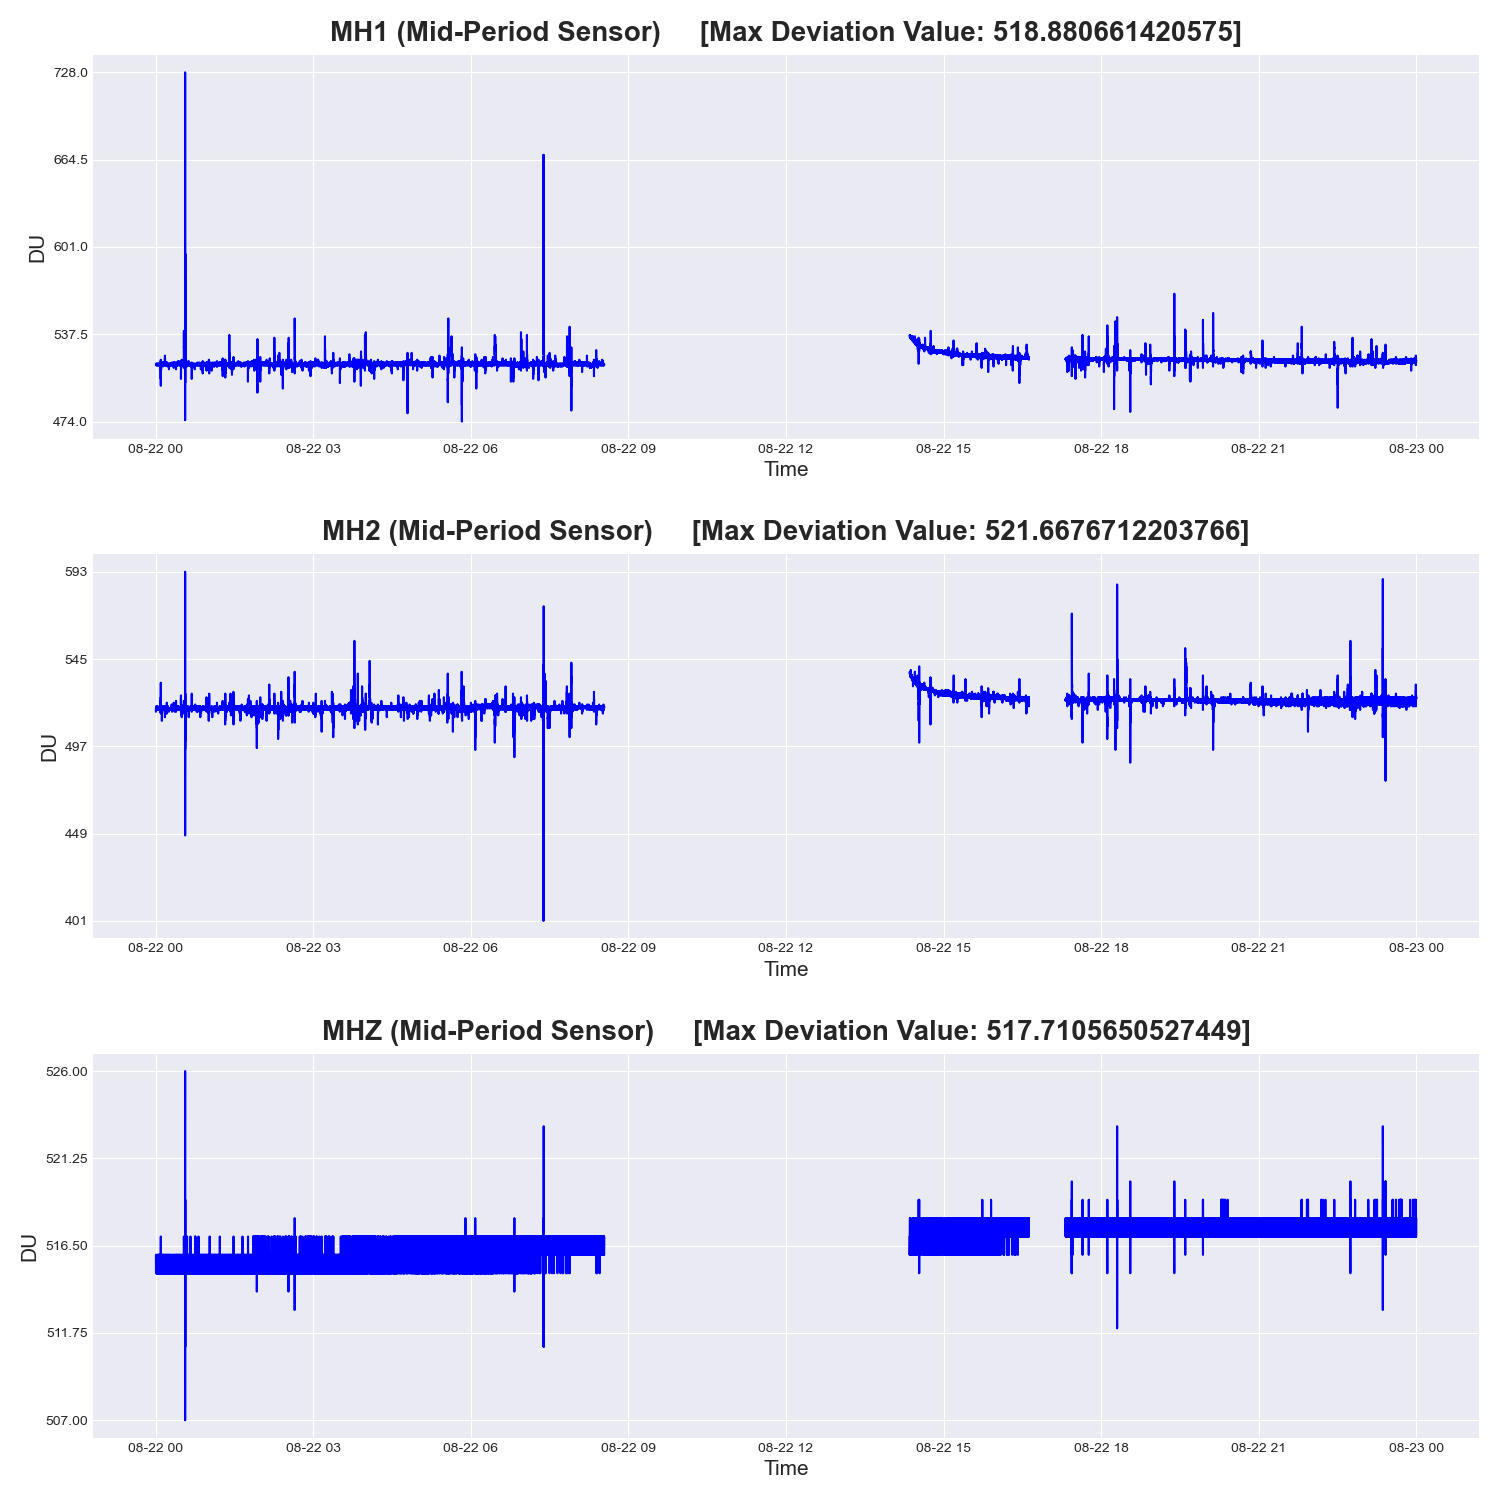 MH1 (Mid-Period Sensor) [Max Deviation Value: 518.880661420575]
728.0
664.5
601.0
537.5
474.0
DU
08-22 00 08-22 03 08-22 06 08-22 09 08-22 12 08-22 15 08-22 18 08-22 21 08-23 00
Time
MH2 (Mid-Period Sensor) [Max Deviation Value: 521.6676712203766]
593
545
497
449
401
DU
08-22 00 08-22 03 08-22 06 08-22 09 08-22 12 08-22 15 08-22 18 08-22 21 08-23 00
Time
MHZ (Mid-Period Sensor) [Max Deviation Value: 517.7105650527449]
526.00
521.25
516.50
511.75
507.00
DU
08-22 00 08-22 03 08-22 06 08-22 09 08-22 12 08-22 15 08-22 18 08-22 21 08-23 00
Time